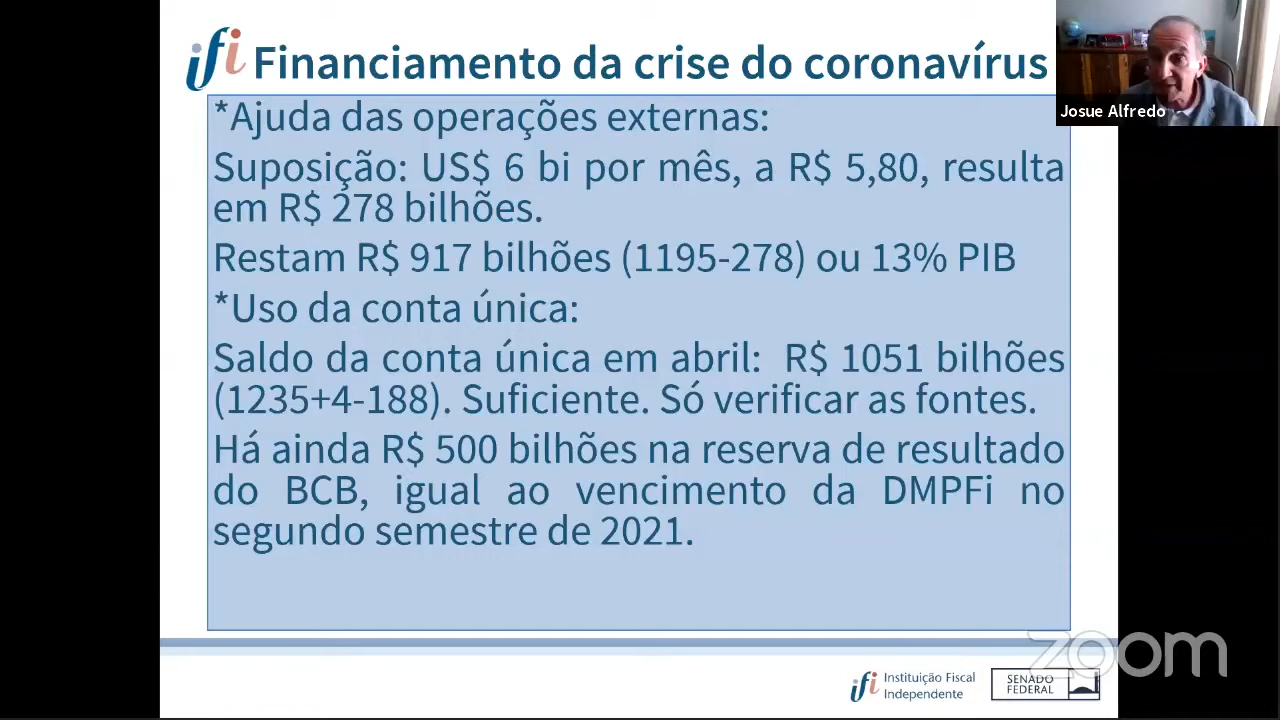 ifi Financiamento da crise do coronavírus
Josue Alfredo
*Ajuda das operações externas:
Suposição: US$ 6 bi por mês, a R$ 5,80, resulta
em R$ 278 bilhões.
Restam R$ 917 bilhões (1195-278) ou 13% PIB
*Uso da conta única:
Saldo da conta única em abril: R$ 1051 bilhões
(1235+4-188). Suficiente. Só verificar as fontes.
Há ainda R$ 500 bilhões na reserva de resultado
do BCB, igual ao vencimento da DMPFi no
segundo semestre de 2021.
zoom
ifi Instituição Fiscal
Independente
SENADO
FEDERAL